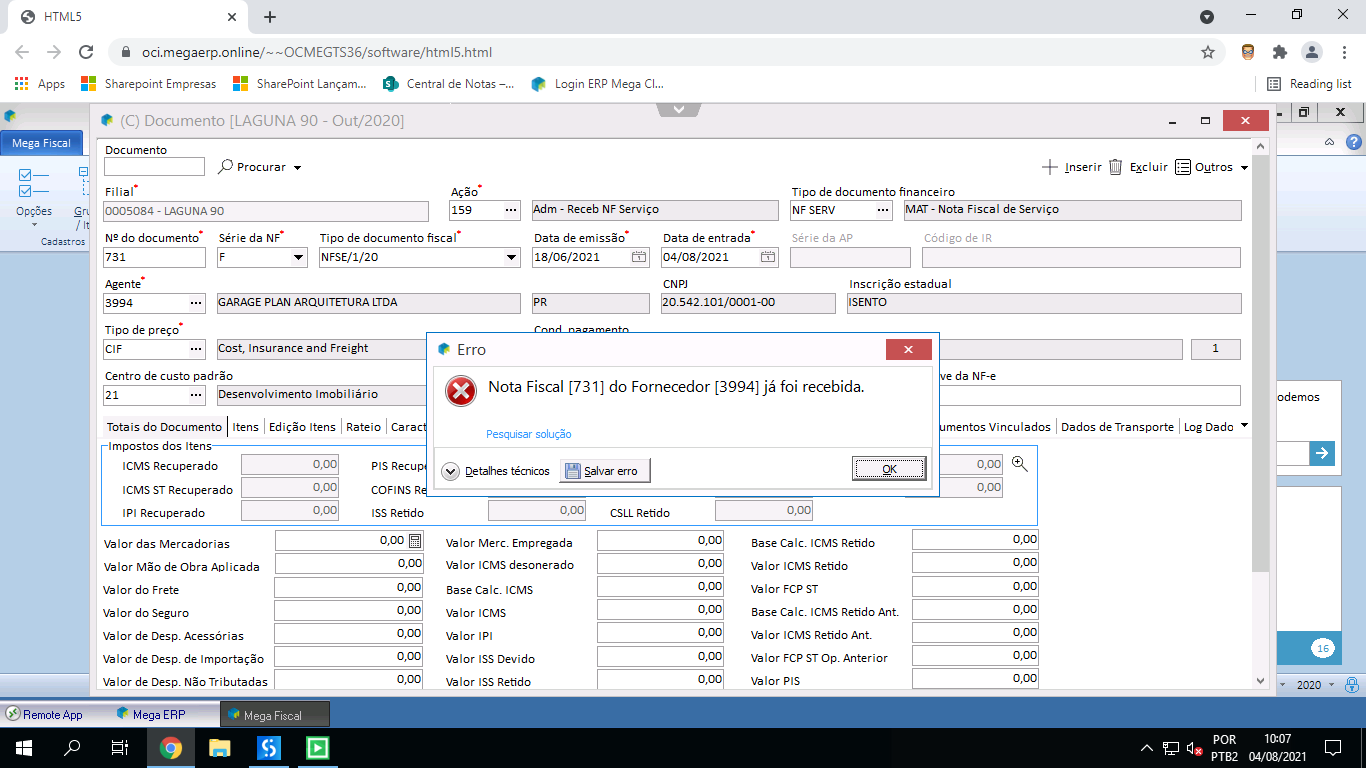 HTML5
oci.megaerp.online/~~OCMEGTS36/software/html5.html
Apps Sharepoint Empresas SharePoint Lançam... Central de Notas –... Login ERP Mega Cl... Reading list
(C) Documento [LAGUNA 90 - Out/2020]
Mega Fiscal
Opções
Cadastros
Documento
Procurar Inserir Excluir Outros
Filial* Ação* Tipo de documento financeiro
0005084 - LAGUNA 90 159 ... Adm - Receb NF Serviço NF SERV ... MAT - Nota Fiscal de Serviço
Nº do documento* Série da NF* Tipo de documento fiscal* Data de emissão* Data de entrada* Série da AP Código de IR
731 F NFSE/1/20 18/06/2021 04/08/2021
Agente* CNPJ Inscrição estadual
3994 ... GARAGE PLAN ARQUITETURA LTDA PR 20.542.101/0001-00 ISENTO
Tipo de preço* Cond. pagamento
CIF ... Cost, Insurance and Freight 1
Centro de custo padrão ve da NF-e
21 ... Desenvolvimento Imobiliário
Erro
Nota Fiscal [731] do Fornecedor [3994] já foi recebida.
Pesquisar solução
Detalhes técnicos Salvar erro OK
Totais do Documento Itens Edição Itens Rateio Caract umentos Vinculados Dados de Transporte Log Dado
odemos
Impostos dos Itens
ICMS Recuperado 0,00 PIS Recupe 0,00
ICMS ST Recuperado 0,00 COFINS Re 0,00
IPI Recuperado 0,00 ISS Retido 0,00 CSLL Retido 0,00
Valor das Mercadorias 0,00 Valor Merc. Empregada 0,00 Base Calc. ICMS Retido 0,00
Valor Mão de Obra Aplicada 0,00 Valor ICMS desonerado 0,00 Valor ICMS Retido 0,00
Valor do Frete 0,00 Base Calc. ICMS 0,00 Valor FCP ST 0,00
Valor do Seguro 0,00 Valor ICMS 0,00 Base Calc. ICMS Retido Ant. 0,00
Valor de Desp. Acessórias 0,00 Valor IPI 0,00 Valor ICMS Retido Ant. 0,00
Valor de Desp. de Importação 0,00 Valor ISS Devido 0,00 Valor FCP ST Op. Anterior 0,00
Valor de Desp. Não Tributadas 0,00 Valor ISS Retido 0,00 Valor PIS 0,00
16
2020
Remote App Mega ERP Mega Fiscal
POR 10:07
PTB2 04/08/2021